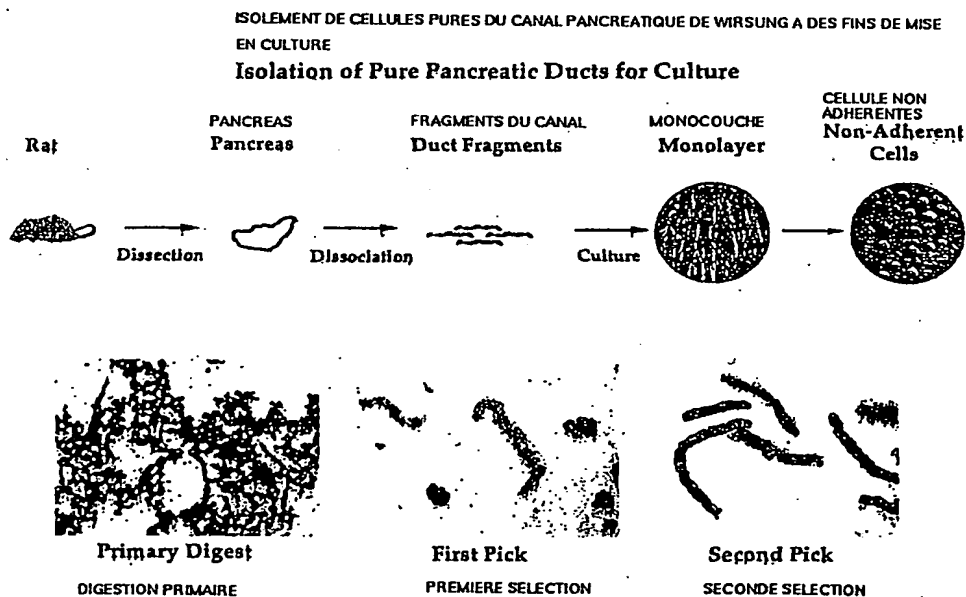 ISOLEMENT DE CELLULES PURES DU CANAL PANCREATIQUE DE WIRSUNG A DES FINS DE MISE
EN CULTURE
Isolation of Pure Pancreatic Ducts for Culture
Rat
PANCREAS
Pancreas
FRAGMENTS DU CANAL
Duct Fragments
MONOCOUCHE
Monolayer
CELLULE NON
ADHERENTES
Non-Adherent
Cells
Dissection
Dissociation
Culture
Primary Digest
First Pick
Second Pick
DIGESTION PRIMAIRE
PREMIERE SELECTION
SECONDE SELECTION